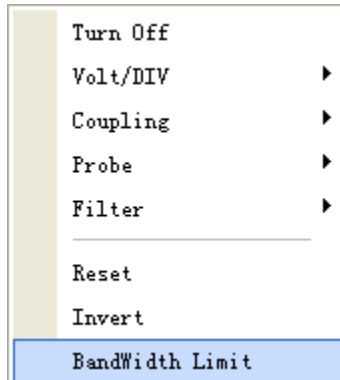 Turn Off
Volt/DIV
Coupling
Probe
Filter
Reset
Invert
BandWidth Limit